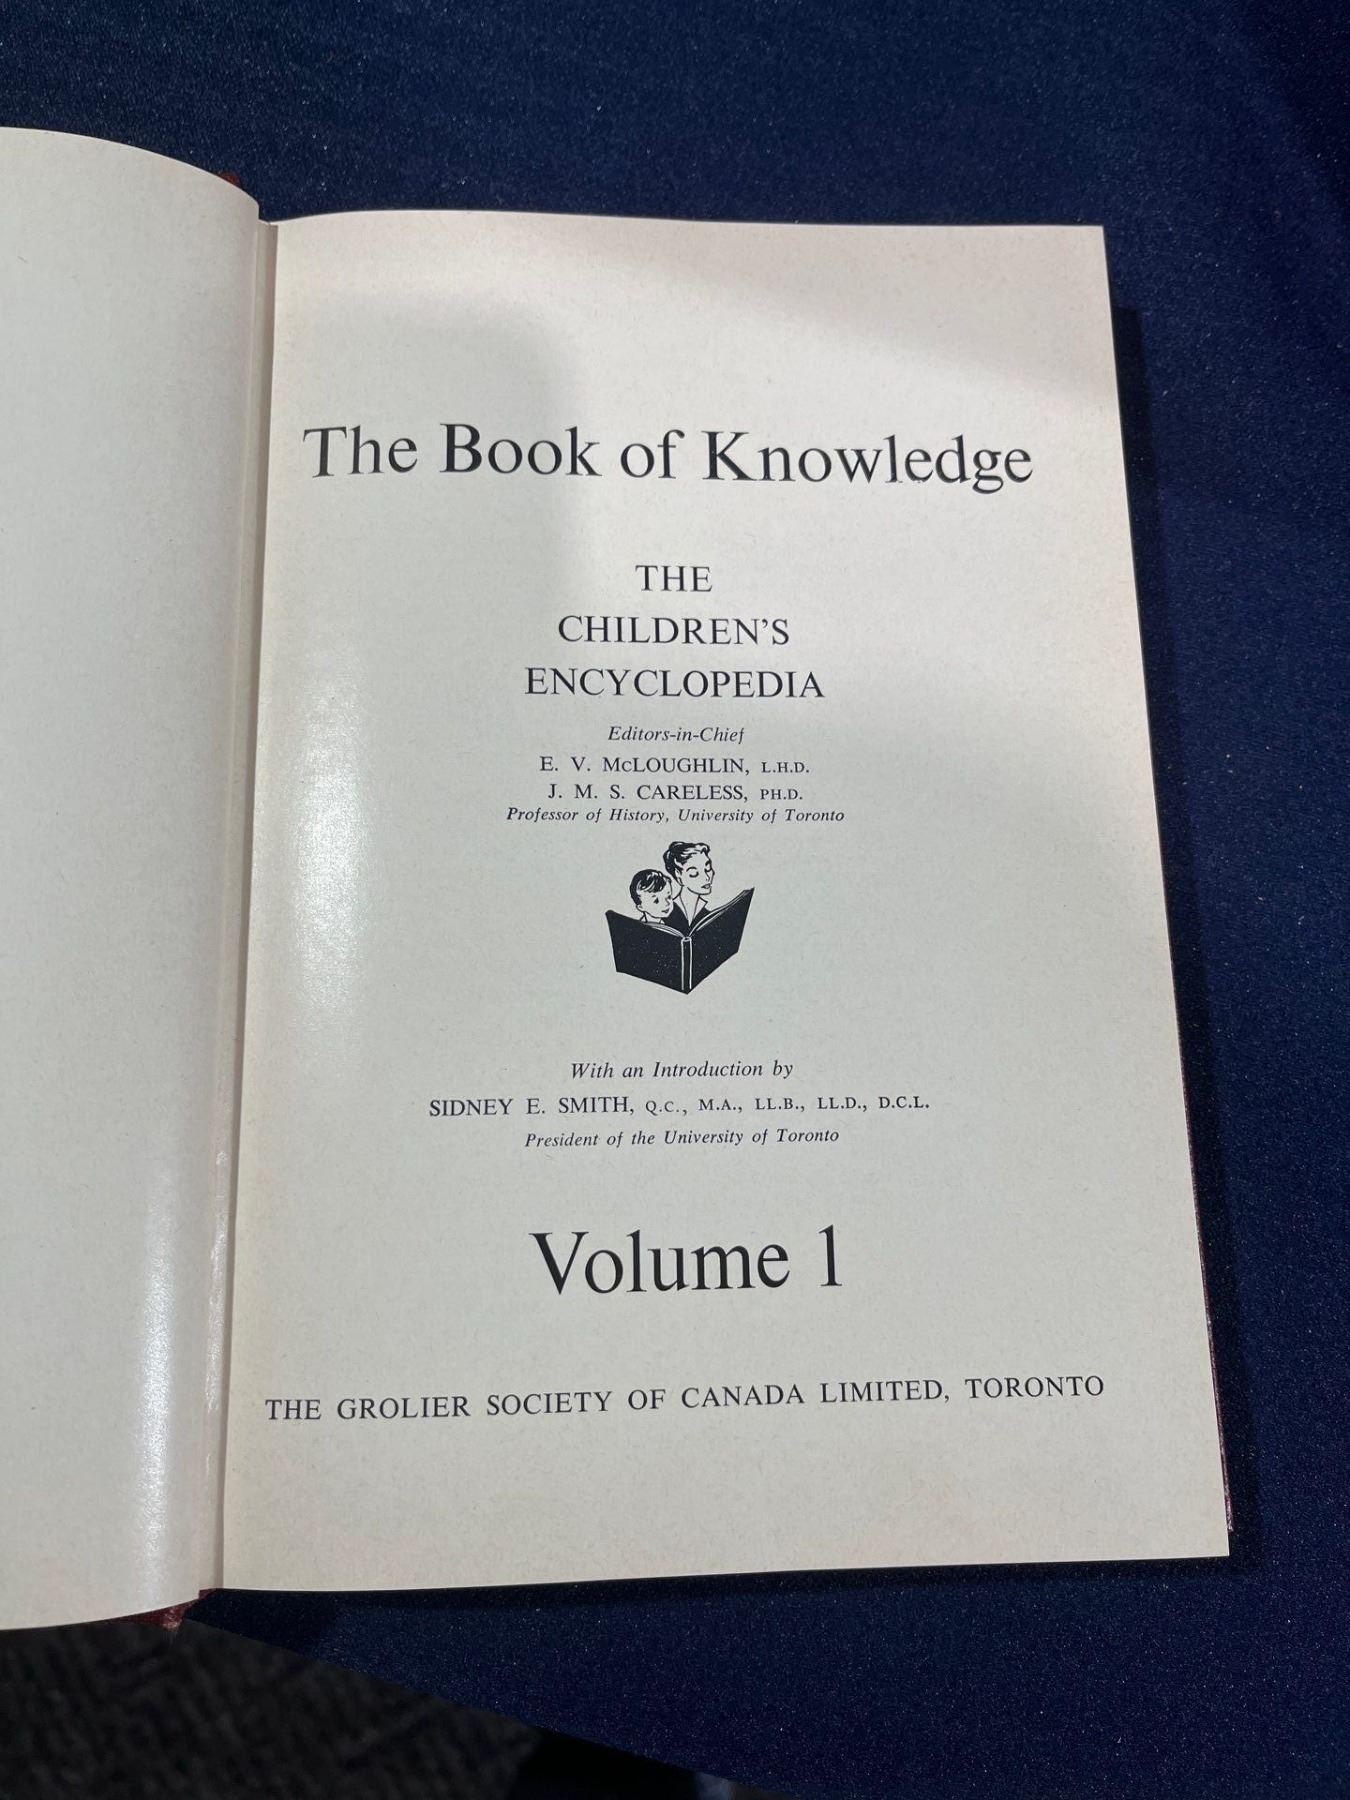 The Book of Knowledge
THE
CHILDREN'S
ENCYCLOPEDIA
Editors-in-Chief
E. V. McLOUGHLIN, L.H.D.
J. M. S. CARELESS, PH.D.
Professor of History, University of Toronto
With an Introduction by
SIDNEY E. SMITH, Q.C., M.A., LL.B., LL.D., D.C.L.
President of the University of Toronto
Volume 1
THE GROLIER SOCIETY OF CANADA LIMITED, TORONTO